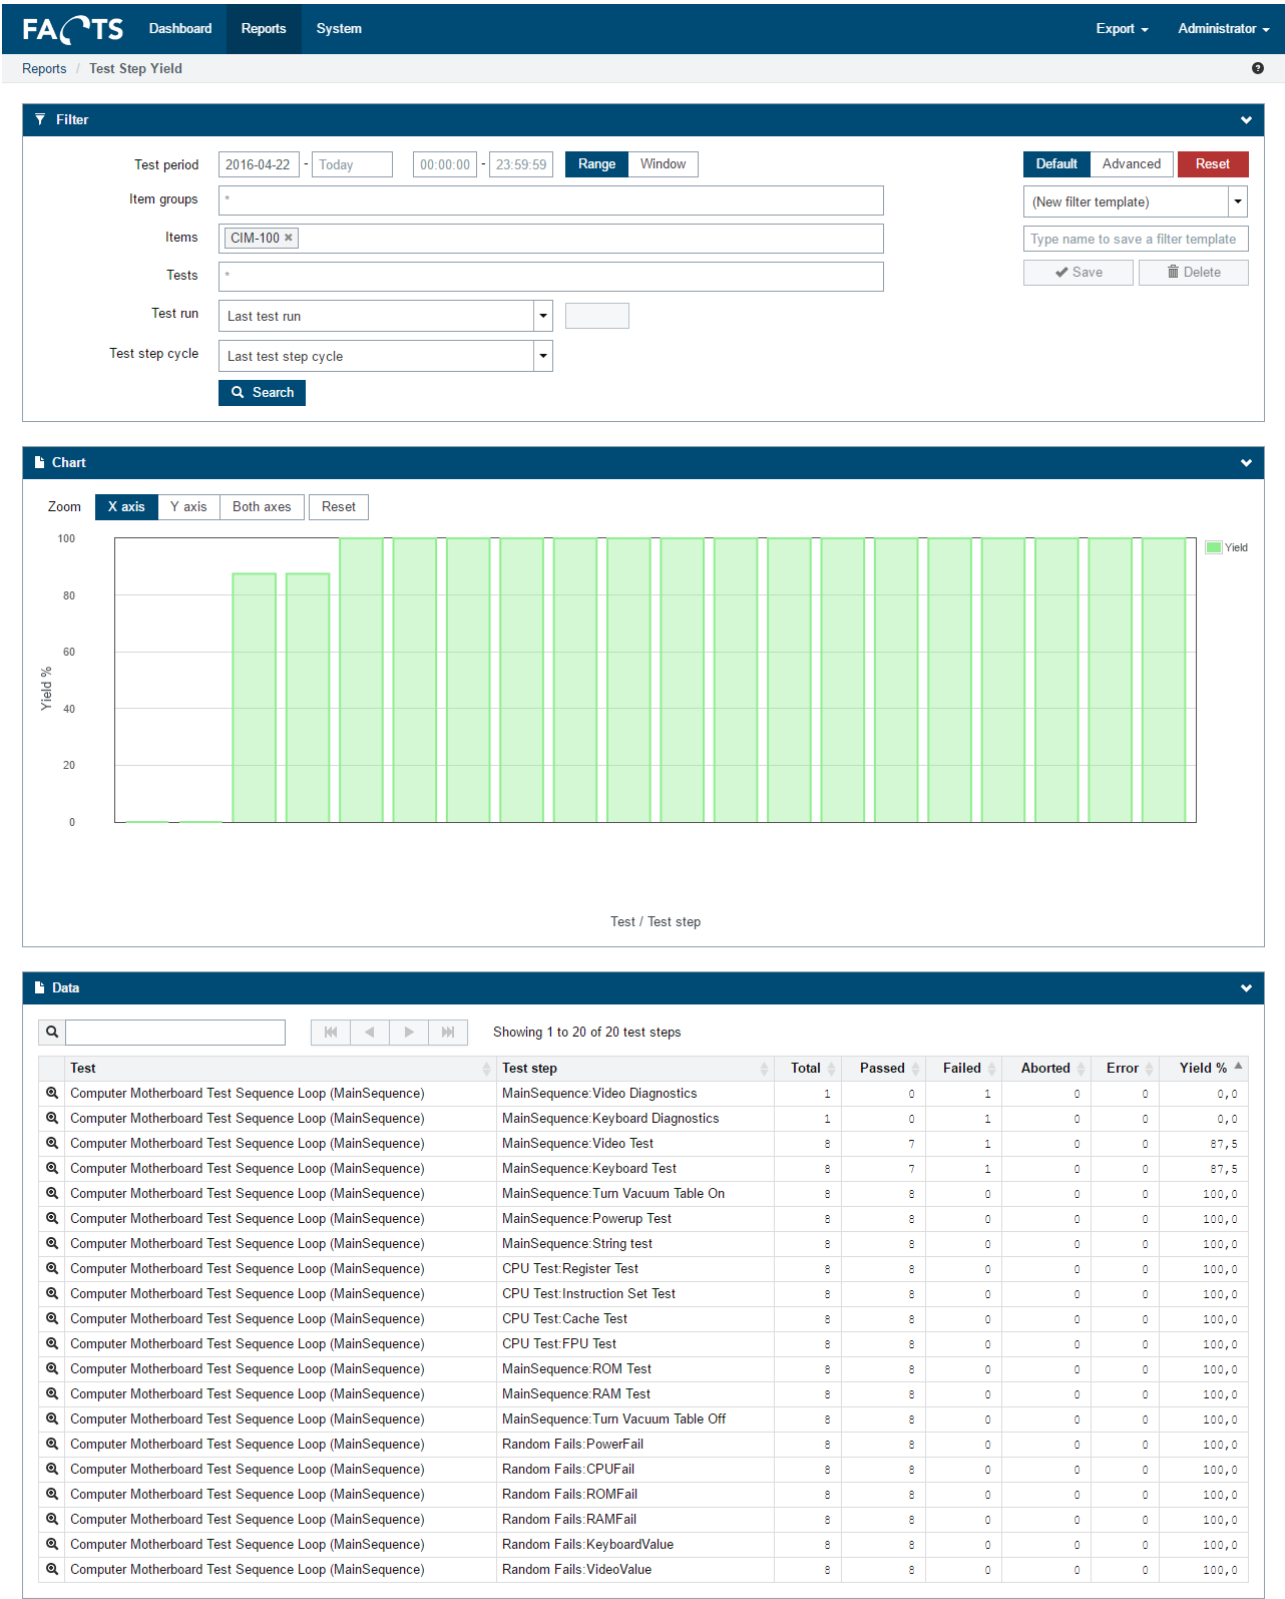 FACTS Dashboard Reports System Export Administrator
Reports / Test Step Yield
Filter
Test period 2016-04-22 - Today 00:00:00 - 23:59:59 Range Window Default Advanced Reset
Item groups * (New filter template)
Items CIM-100 × Type name to save a filter template
Tests * Save Delete
Test run Last test run
Test step cycle Last test step cycle
Search
Chart
Zoom X axis Y axis Both axes Reset
100
80
60
40
20
0
Yield %
Yield
Test / Test step
Data
Showing 1 to 20 of 20 test steps
Test Test step Total Passed Failed Aborted Error Yield %
Computer Motherboard Test Sequence Loop (MainSequence) MainSequence:Video Diagnostics 1 0 1 0 0 0,0
Computer Motherboard Test Sequence Loop (MainSequence) MainSequence:Keyboard Diagnostics 1 0 1 0 0 0,0
Computer Motherboard Test Sequence Loop (MainSequence) MainSequence:Video Test 8 7 1 0 0 87,5
Computer Motherboard Test Sequence Loop (MainSequence) MainSequence:Keyboard Test 8 7 1 0 0 87,5
Computer Motherboard Test Sequence Loop (MainSequence) MainSequence:Turn Vacuum Table On 8 8 0 0 0 100,0
Computer Motherboard Test Sequence Loop (MainSequence) MainSequence:Powerup Test 8 8 0 0 0 100,0
Computer Motherboard Test Sequence Loop (MainSequence) MainSequence:String test 8 8 0 0 0 100,0
Computer Motherboard Test Sequence Loop (MainSequence) CPU Test:Register Test 8 8 0 0 0 100,0
Computer Motherboard Test Sequence Loop (MainSequence) CPU Test:Instruction Set Test 8 8 0 0 0 100,0
Computer Motherboard Test Sequence Loop (MainSequence) CPU Test:Cache Test 8 8 0 0 0 100,0
Computer Motherboard Test Sequence Loop (MainSequence) CPU Test:FPU Test 8 8 0 0 0 100,0
Computer Motherboard Test Sequence Loop (MainSequence) MainSequence:ROM Test 8 8 0 0 0 100,0
Computer Motherboard Test Sequence Loop (MainSequence) MainSequence:RAM Test 8 8 0 0 0 100,0
Computer Motherboard Test Sequence Loop (MainSequence) MainSequence:Turn Vacuum Table Off 8 8 0 0 0 100,0
Computer Motherboard Test Sequence Loop (MainSequence) Random Fails:PowerFail 8 8 0 0 0 100,0
Computer Motherboard Test Sequence Loop (MainSequence) Random Fails:CPUFail 8 8 0 0 0 100,0
Computer Motherboard Test Sequence Loop (MainSequence) Random Fails:ROMFail 8 8 0 0 0 100,0
Computer Motherboard Test Sequence Loop (MainSequence) Random Fails:RAMFail 8 8 0 0 0 100,0
Computer Motherboard Test Sequence Loop (MainSequence) Random Fails:KeyboardValue 8 8 0 0 0 100,0
Computer Motherboard Test Sequence Loop (MainSequence) Random Fails:VideoValue 8 8 0 0 0 100,0